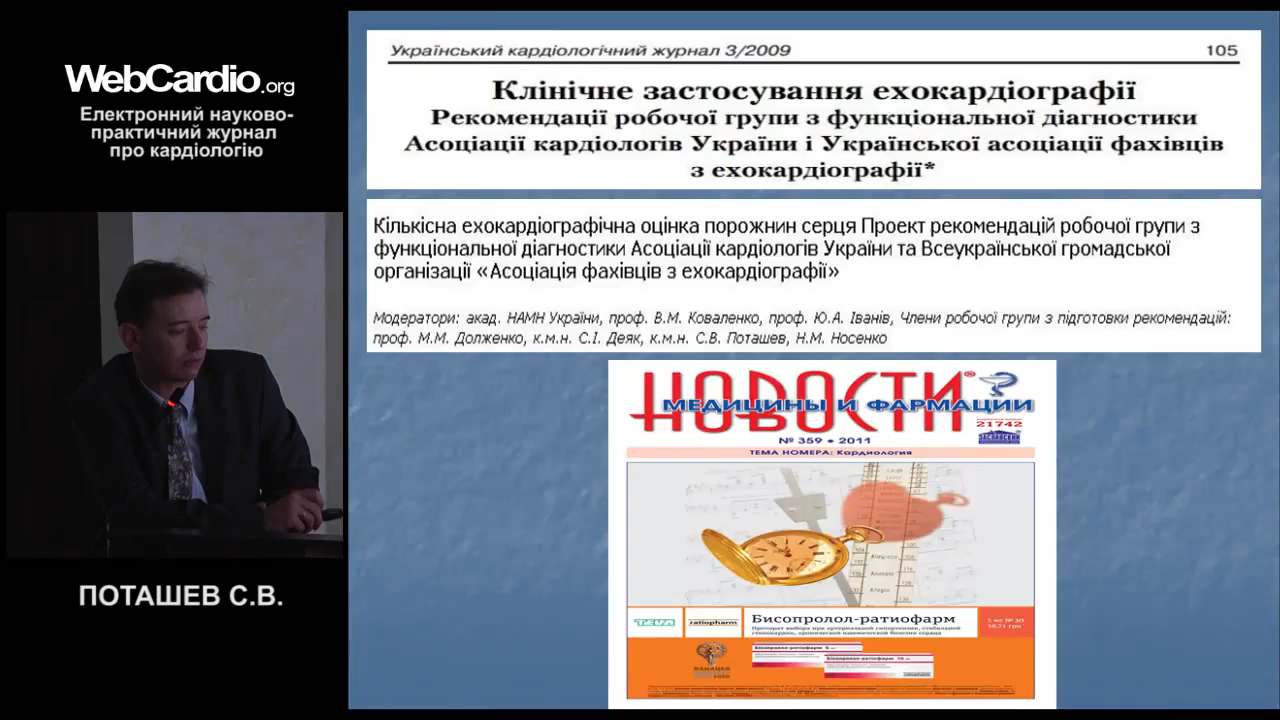 WebCardio.org
Електронний науково-
практичний журнал
про кардіологію
ПОТАШЕВ С.В.
Український кардіологічний журнал 3/2009 105
Клінічне застосування ехокардіографії
Рекомендації робочої групи з функціональної діагностики
Асоціації кардіологів України і Української асоціації фахівців
з ехокардіографії*
Кількісна ехокардіографічна оцінка порожнин серця Проект рекомендацій робочої групи з
функціональної діагностики Асоціації кардіологів України та Всеукраїнської громадської
організації «Асоціація фахівців з ехокардіографії»
Модератори: акад. НАМН України, проф. В.М. Коваленко, проф. Ю.А. Іванів, Члени робочої групи з підготовки рекомендацій:
проф. М.М. Долженко, к.м.н. С.І. Деяк, к.м.н. С.В. Поташев, Н.М. Носенко
НОВОСТИ®
МЕДИЦИНЫ И ФАРМАЦИИ
21742
№ 359 • 2011
ТЕМА НОМЕРА: Кардиология
TEVA ratiopharm Бисопролол-ратиофарм